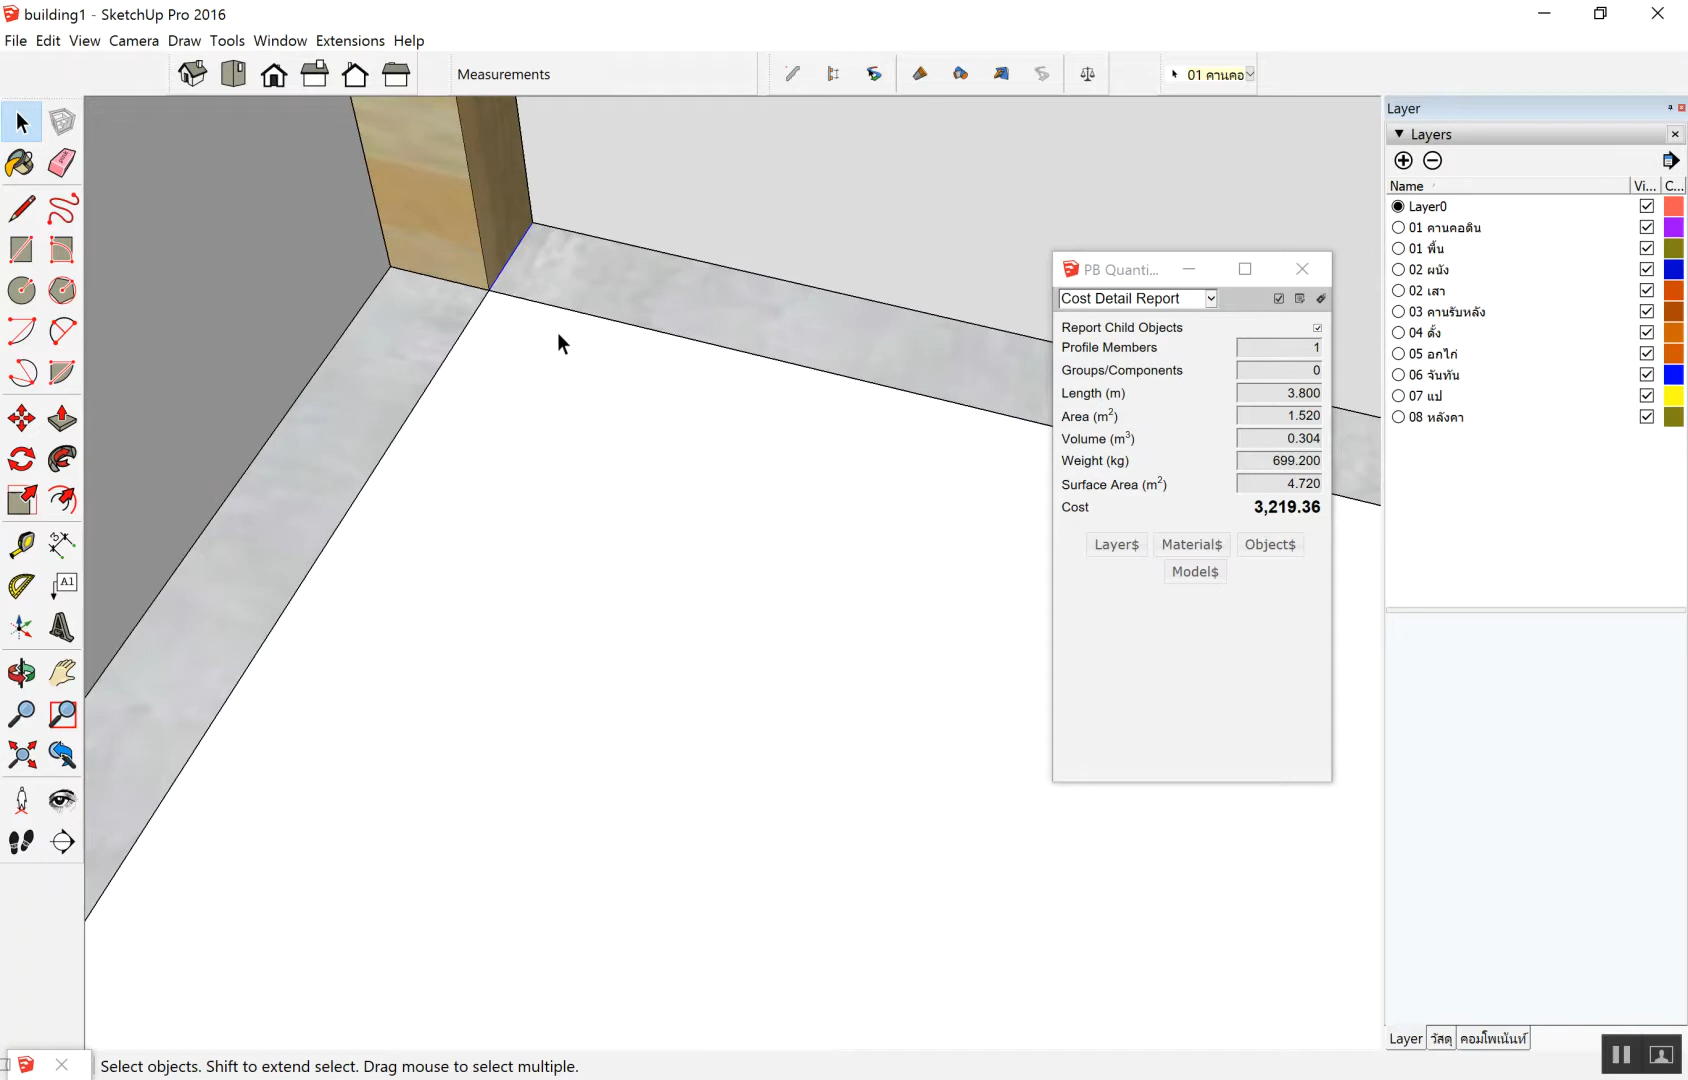 building1 - SketchUp Pro 2016
File Edit View Camera Draw Tools Window Extensions Help
Measurements
01 คานคอ
Layer
Layers
Name Vi... C...
Layer0
01 คานคอดิน
01 พื้น
02 ผนัง
02 เสา
03 คานรับหลัง
04 ดั้ง
05 อกไก่
06 จันทัน
07 แป
08 หลังคา
PB Quanti...
Cost Detail Report
Report Child Objects
Profile Members 1
Groups/Components 0
Length (m) 3.800
Area (m2) 1.520
Volume (m3) 0.304
Weight (kg) 699.200
Surface Area (m2) 4.720
Cost 3,219.36
Layer$ Material$ Object$
Model$
A1
Layer วัสดุ คอมโพเน้นท์
Select objects. Shift to extend select. Drag mouse to select multiple.